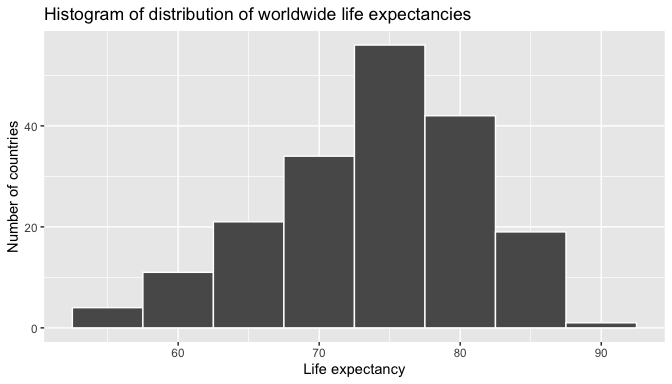 Histogram of distribution of worldwide life expectancies
Number of countries
40
20
0
60 70 80 90
Life expectancy